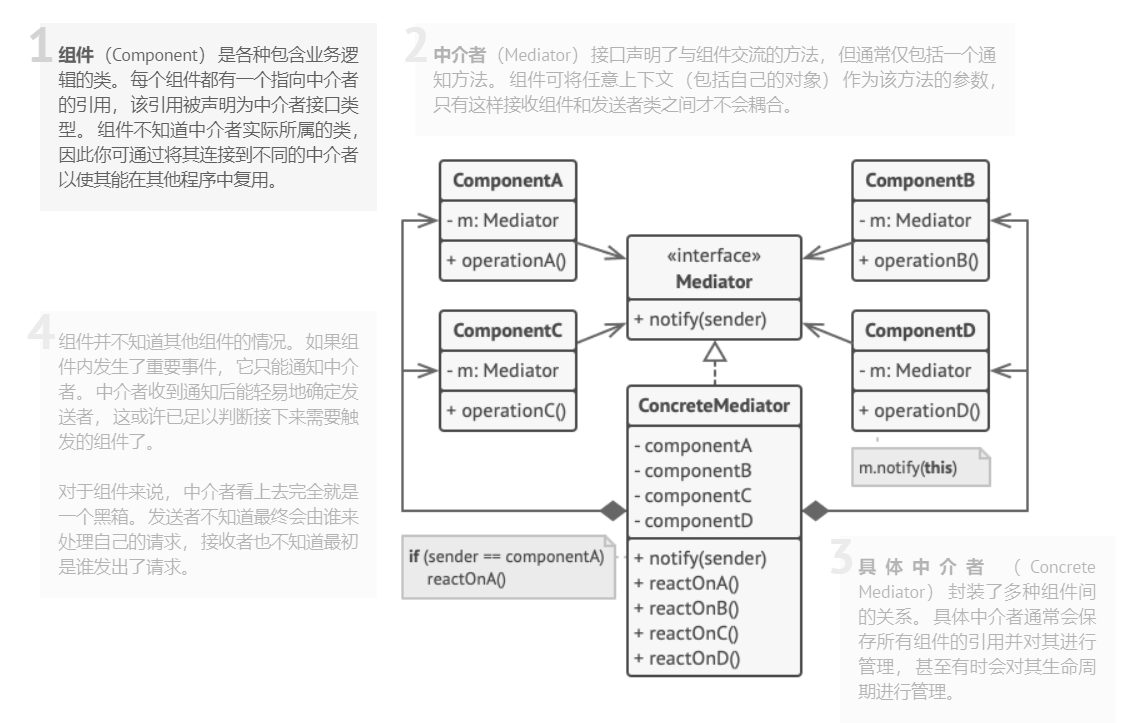 1
组件（Component）是各种包含业务逻
辑的类。每个组件都有一个指向中介者
的引用，该引用被声明为中介者接口类
型。组件不知道中介者实际所属的类，
因此你可通过将其连接到不同的中介者
以使其能在其他程序中复用。
2
中介者（Mediator）接口声明了与组件交流的方法，但通常仅包括一个通
知方法。组件可将任意上下文（包括自己的对象）作为该方法的参数，
只有这样接收组件和发送者类之间才不会耦合。
ComponentA
- m: Mediator
+ operationA()
ComponentB
- m: Mediator
+ operationB()
«interface»
Mediator
+ notify(sender)
ComponentC
- m: Mediator
+ operationC()
ComponentD
- m: Mediator
+ operationD()
m.notify(this)
ConcreteMediator
- componentA
- componentB
- componentC
- componentD
+ notify(sender)
+ reactOnA()
+ reactOnB()
+ reactOnC()
+ reactOnD()
if (sender == componentA)
reactOnA()
4
组件并不知道其他组件的情况。如果组
件内发生了重要事件，它只能通知中介
者。中介者收到通知后能轻易地确定发
送者，这或许已足以判断接下来需要触
发的组件了。
对于组件来说，中介者看上去完全就是
一个黑箱。发送者不知道最终会由谁来
处理自己的请求，接收者也不知道最初
是谁发出了请求。
3
具体中介者（Concrete
Mediator）封装了多种组件间
的关系。具体中介者通常会保
存所有组件的引用并对其进行
管理，甚至有时会对其生命周
期进行管理。